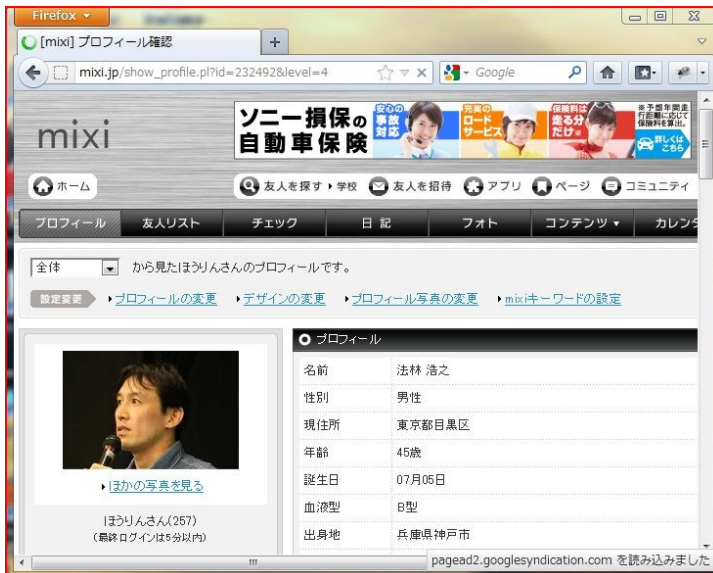 Firefox
[mixi] プロフィール確認
mixi.jp/show_profile.pl?id=232492&level=4
Google
mixi
ソニー損保の
自動車保険
安心の
事故
対応
充実の
ロード
サービス
保険料は
走る分
だけ※
※予想年間走
行距離に応じて
保険料を算出。
詳しくは
こちら
ホーム
友人を探す ▸ 学校
友人を招待
アプリ
ページ
コミュニティ
プロフィール
友人リスト
チェック
日記
フォト
コンテンツ ▾
カレンダ
全体
から見たほうりんさんのプロフィールです。
設定変更
プロフィールの変更
デザインの変更
プロフィール写真の変更
mixiキーワードの設定
ほかの写真を見る
ほうりんさん(257)
(最終ログインは5分以内)
プロフィール
名前 法林 浩之
性別 男性
現住所 東京都目黒区
年齢 45歳
誕生日 07月05日
血液型 B型
出身地 兵庫県神戸市
pagead2.googlesyndication.com を読み込みました